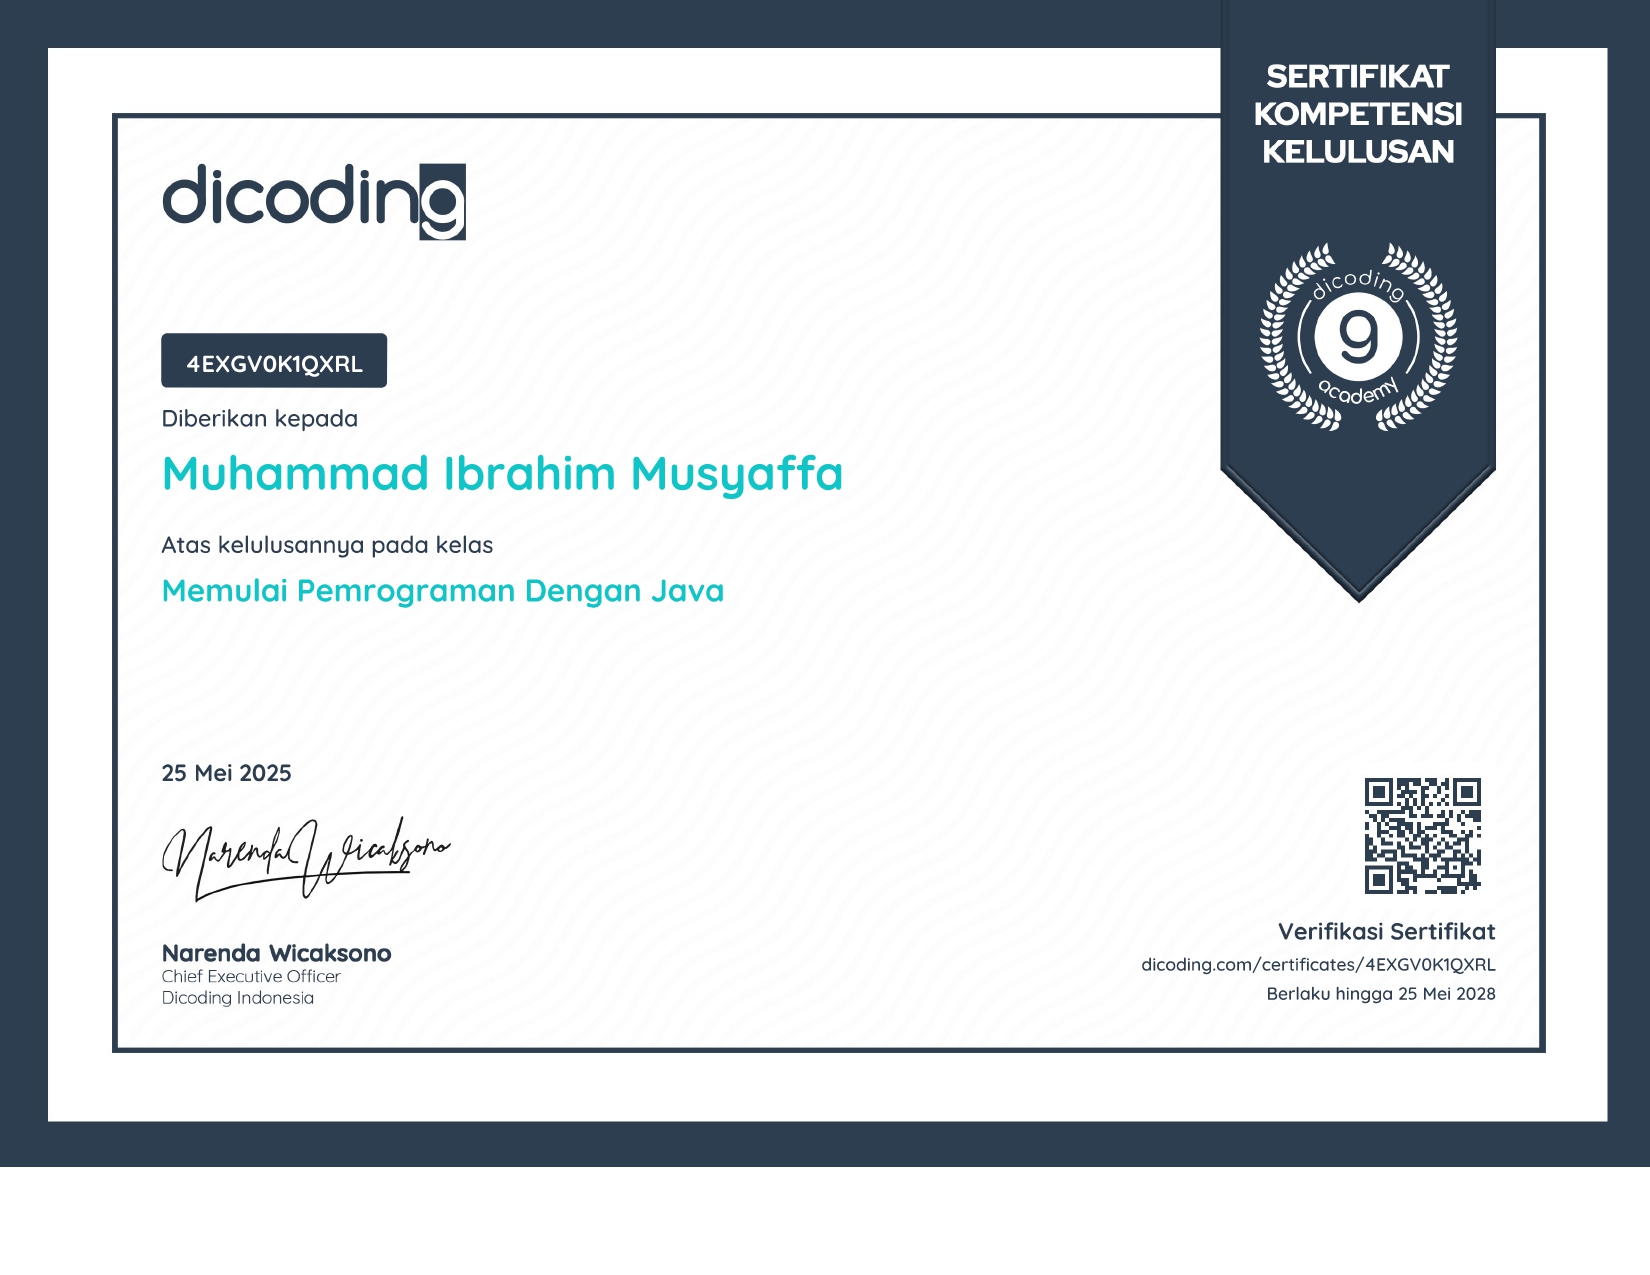 SERTIFIKAT
KOMPETENSI
KELULUSAN
dicoding
dicoding
9
academy
4EXGV0K1QXRL
Diberikan kepada
Muhammad Ibrahim Musyaffa
Atas kelulusannya pada kelas
Memulai Pemrograman Dengan Java
25 Mei 2025
Narenda Wicaksono
Narenda Wicaksono
Chief Executive Officer
Dicoding Indonesia
Verifikasi Sertifikat
dicoding.com/certificates/4EXGV0K1QXRL
Berlaku hingga 25 Mei 2028